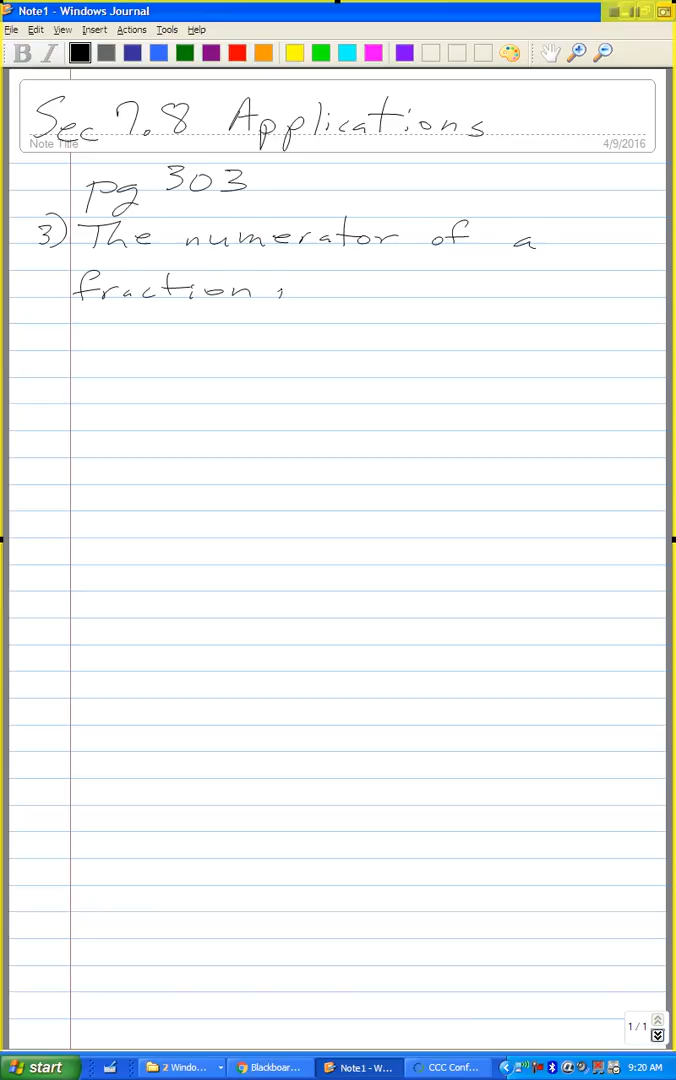 Note1 - Windows Journal
File Edit View Insert Actions Tools Help
B I
Sec 7.8 Applications
Note Title 4/9/2016
pg 303
3) The numerator of a
fraction,
1 / 1
start 2 Windo... Blackboar... Note1 - W... CCC Conf... 9:20 AM